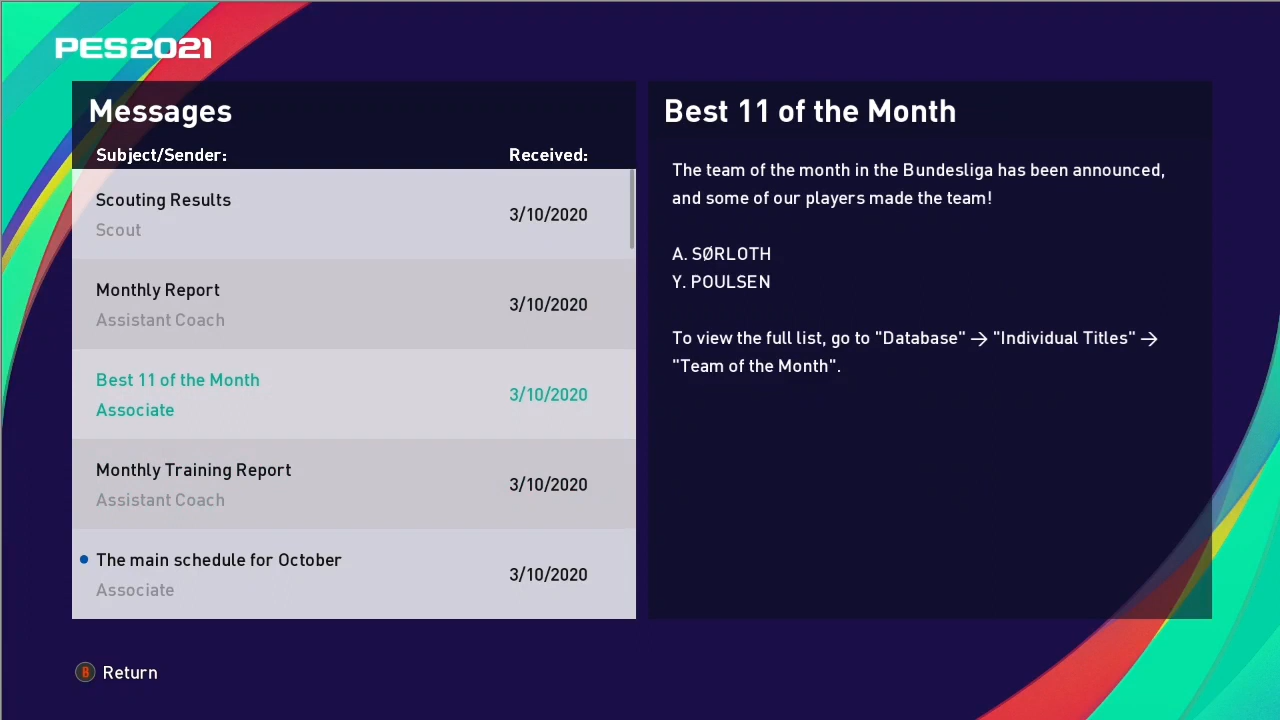 PES2021
Messages
Subject/Sender:
Received:
Scouting Results
Scout
3/10/2020
Monthly Report
Assistant Coach
3/10/2020
Best 11 of the Month
Associate
3/10/2020
Monthly Training Report
Assistant Coach
3/10/2020
The main schedule for October
Associate
3/10/2020
Best 11 of the Month
The team of the month in the Bundesliga has been announced,
and some of our players made the team!
A. SØRLOTH
Y. POULSEN
To view the full list, go to "Database" → "Individual Titles" →
"Team of the Month".
B Return